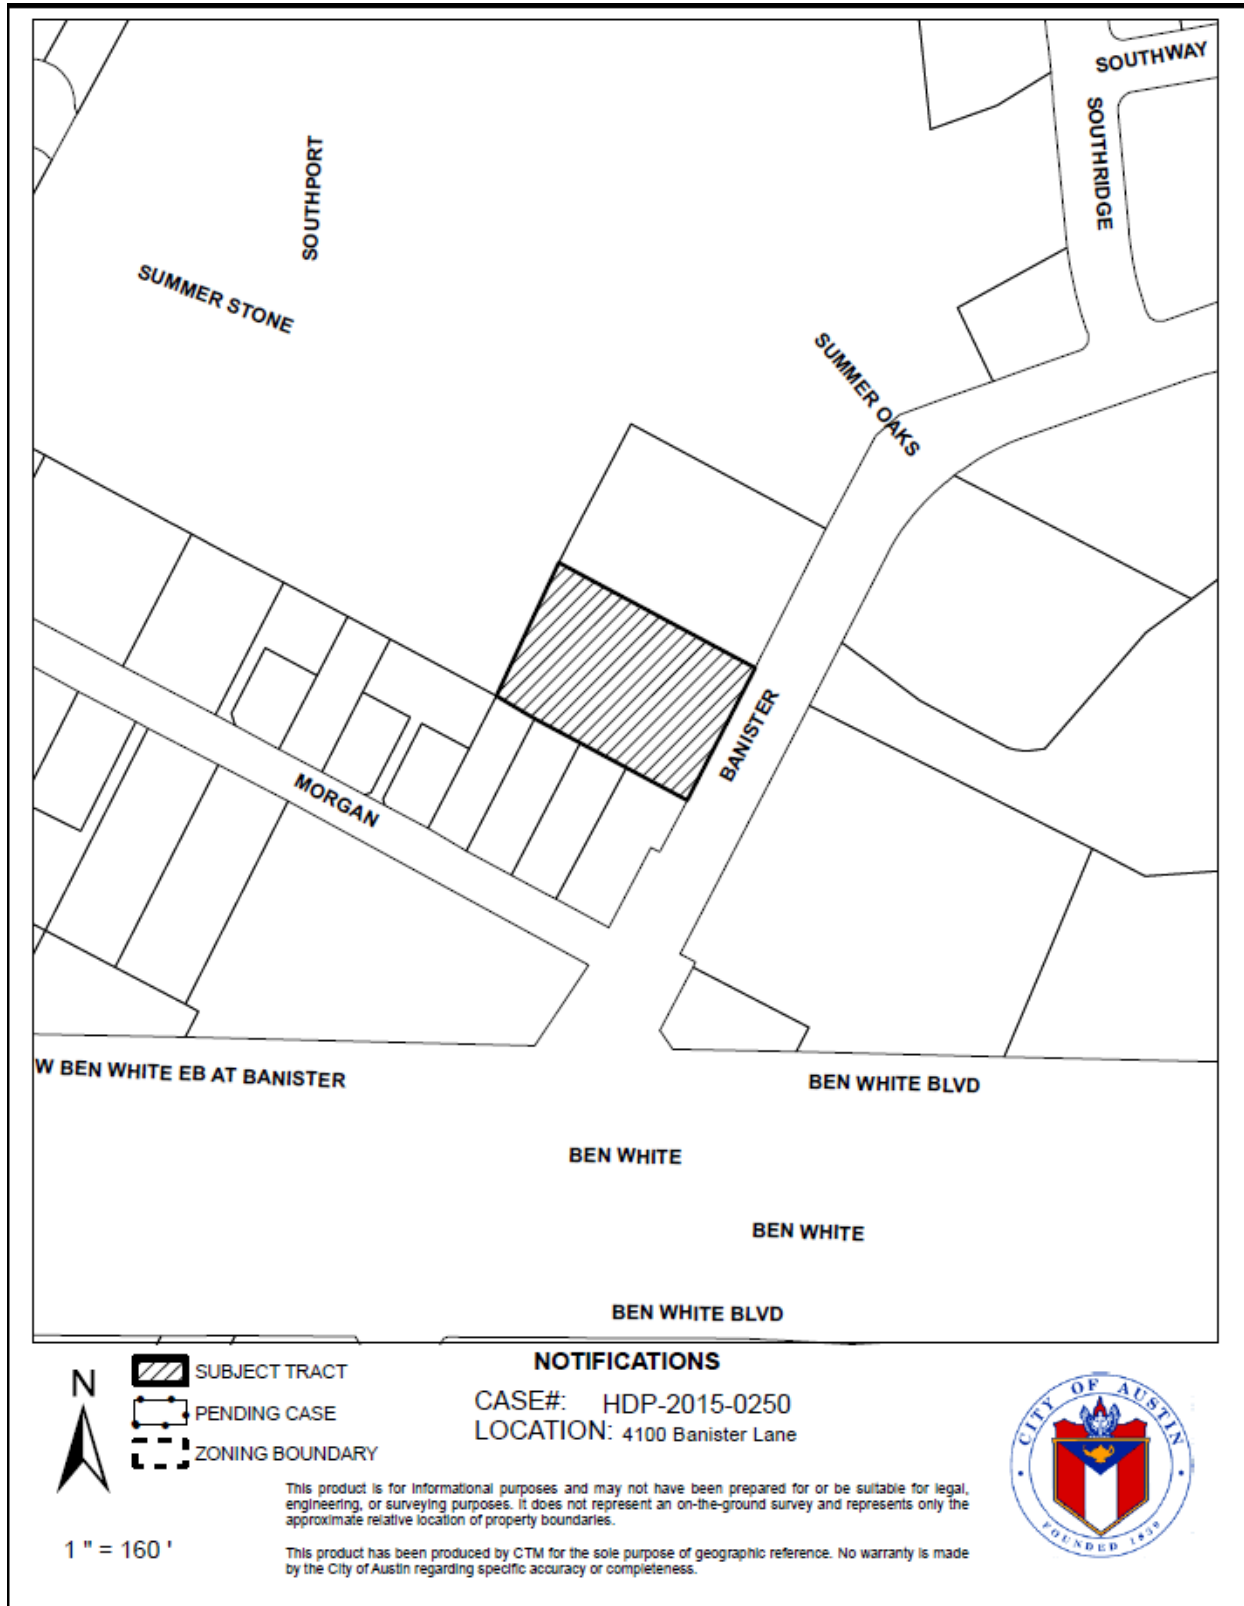 SOUTHWAY
SOUTHRIDGE
SOUTHPORT
SUMMER STONE
SUMMER OAKS
BANISTER
MORGAN
W BEN WHITE EB AT BANISTER
BEN WHITE BLVD
BEN WHITE
BEN WHITE
BEN WHITE BLVD
N
1 " = 160 '
SUBJECT TRACT
PENDING CASE
ZONING BOUNDARY
NOTIFICATIONS
CASE#: HDP-2015-0250
LOCATION: 4100 Banister Lane
This product is for informational purposes and may not have been prepared for or be suitable for legal,
engineering, or surveying purposes. It does not represent an on-the-ground survey and represents only the
approximate relative location of property boundaries.
This product has been produced by CTM for the sole purpose of geographic reference. No warranty is made
by the City of Austin regarding specific accuracy or completeness.
CITY OF AUSTIN
FOUNDED 1839